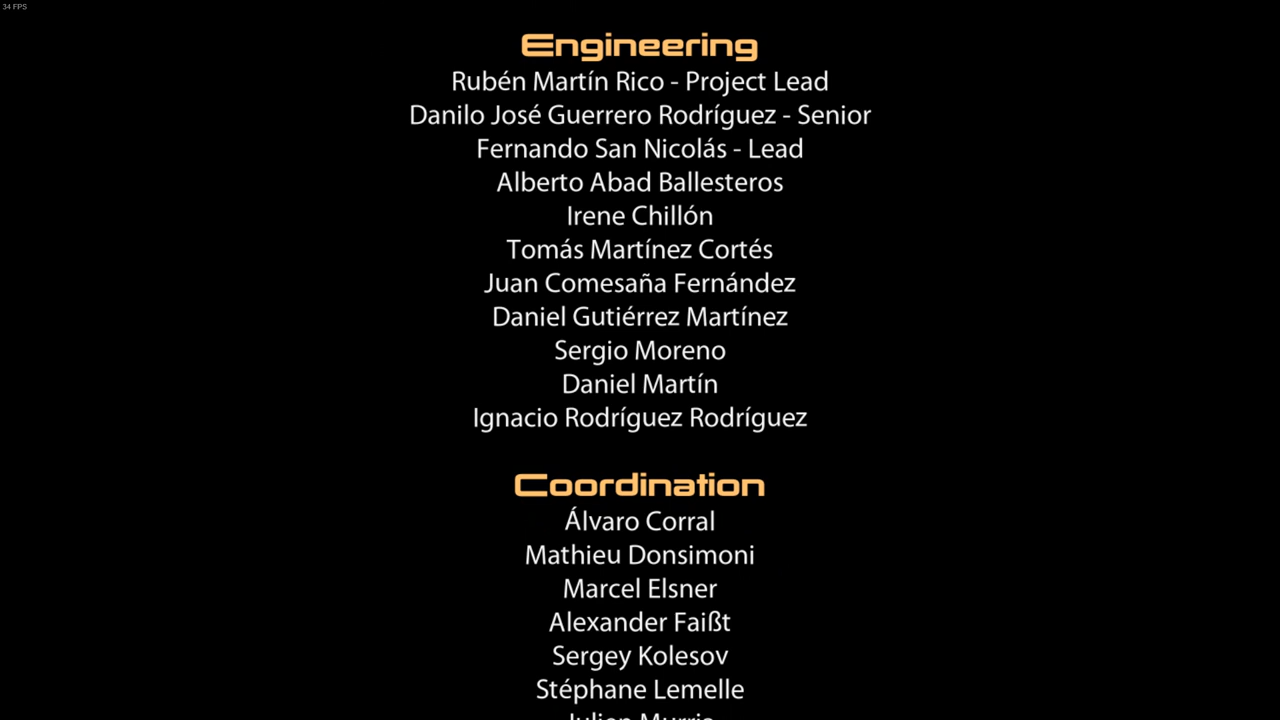 34 FPS
Engineering
Rubén Martín Rico - Project Lead
Danilo José Guerrero Rodríguez - Senior
Fernando San Nicolás - Lead
Alberto Abad Ballesteros
Irene Chillón
Tomás Martínez Cortés
Juan Comesaña Fernández
Daniel Gutiérrez Martínez
Sergio Moreno
Daniel Martín
Ignacio Rodríguez Rodríguez
Coordination
Álvaro Corral
Mathieu Donsimoni
Marcel Elsner
Alexander Faißt
Sergey Kolesov
Stéphane Lemelle